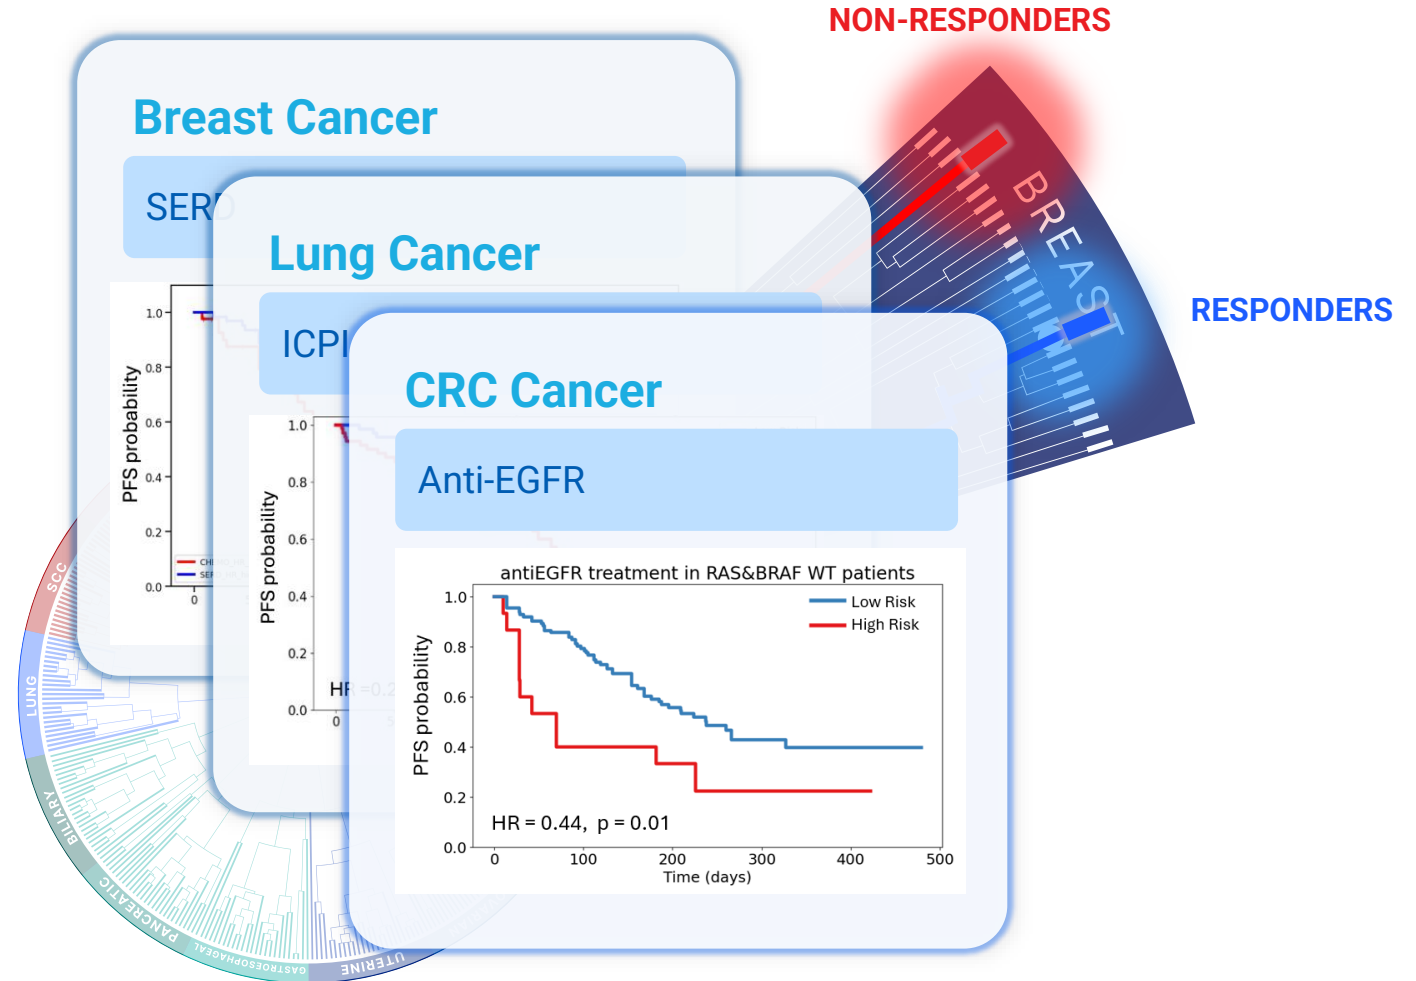 NON-RESPONDERS
Breast Cancer
SERD
BREAST
RESPONDERS
PFS probability
1.0
0.8
0.6
0.4
0.2
0.0
0
Lung Cancer
ICPI
PFS probability
1.0
0.8
0.6
0.4
0.2
0.0
HR =0.2
0
CRC Cancer
Anti-EGFR
antiEGFR treatment in RAS&BRAF WT patients
Low Risk
High Risk
PFS probability
1.0
0.8
0.6
0.4
0.2
0.0
HR = 0.44, p = 0.01
0 100 200 300 400 500
Time (days)
SCC
LUNG
BILIARY
PANCREATIC
GASTROESOPHAGEAL
UTERINE